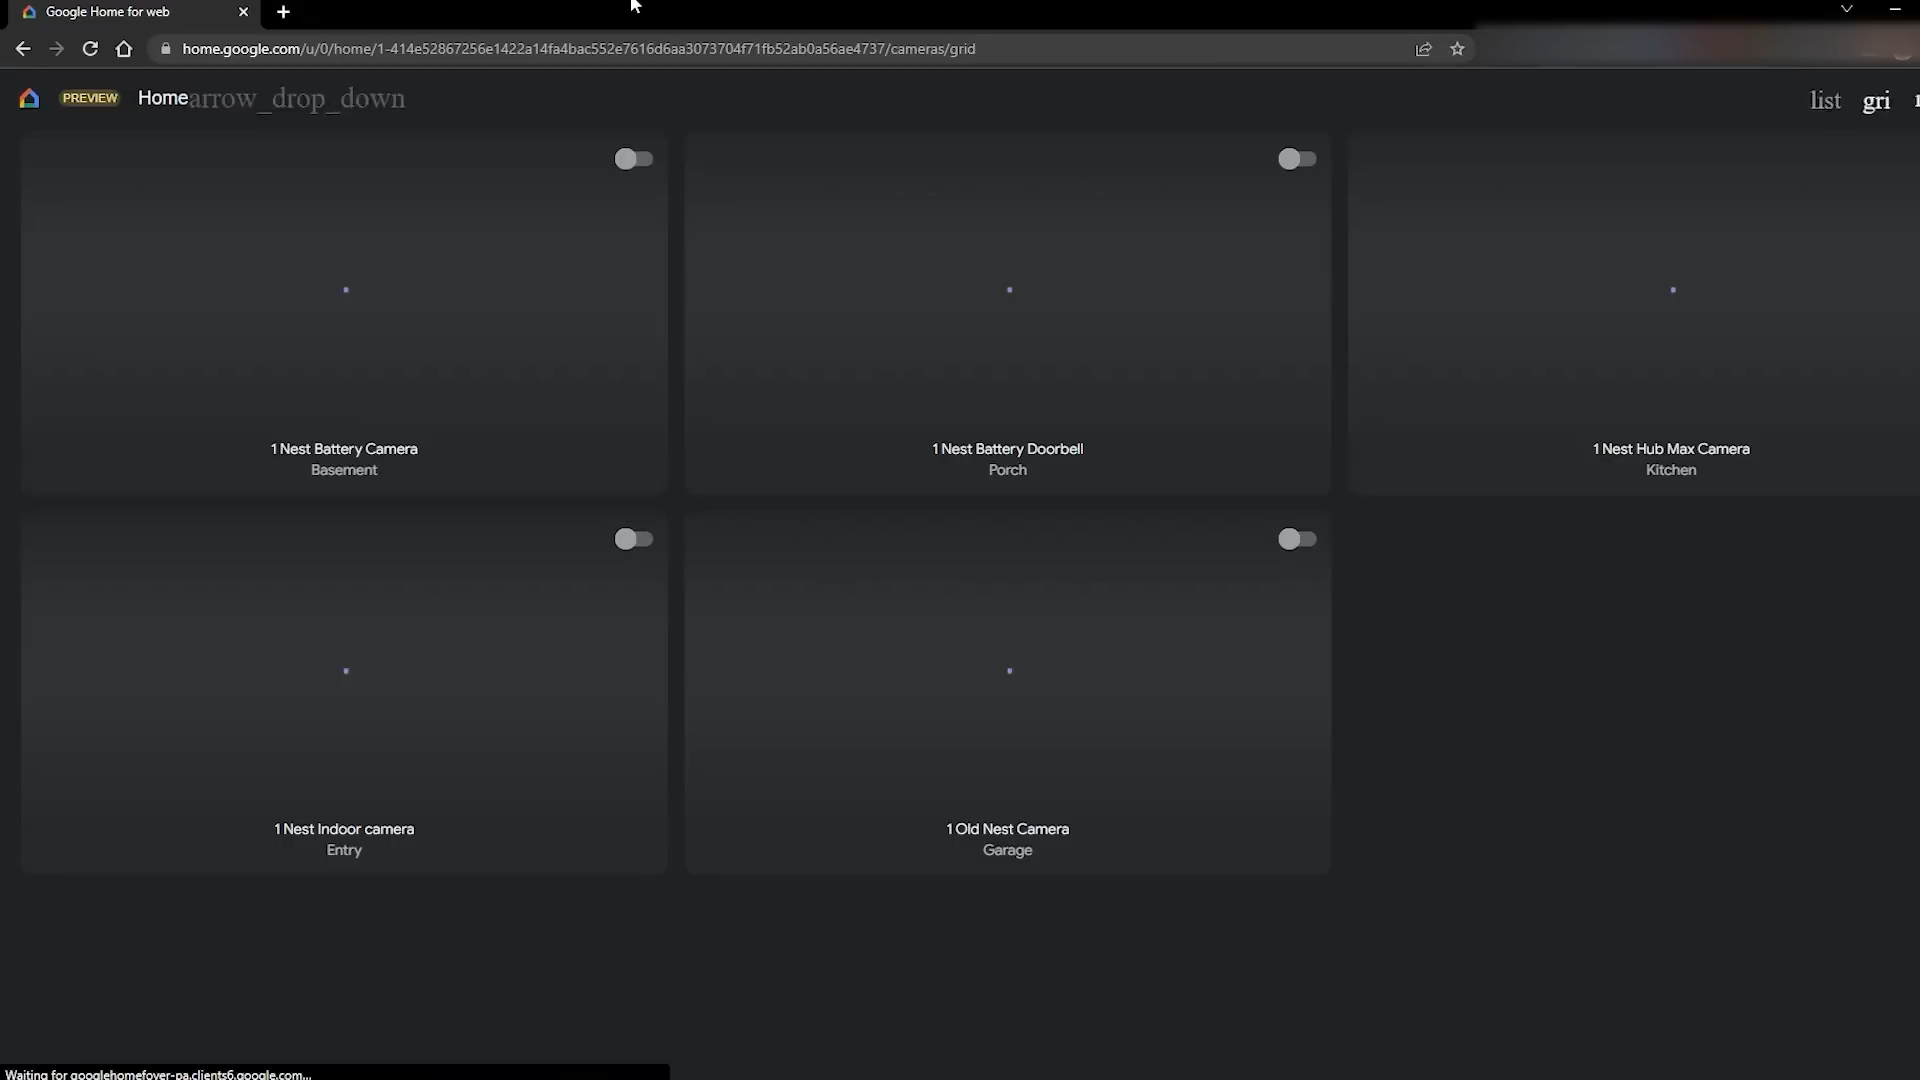 Google Home for web
home.google.com/u/0/home/1-414e52867256e1422a14fa4bac552e7616d6aa3073704f71fb52ab0a56ae4737/cameras/grid
PREVIEW Home arrow_drop_down list gri
1 Nest Battery Camera
Basement
1 Nest Battery Doorbell
Porch
1 Nest Hub Max Camera
Kitchen
1 Nest Indoor camera
Entry
1 Old Nest Camera
Garage
Waiting for googlehomefoyer-pa.clients6.google.com...